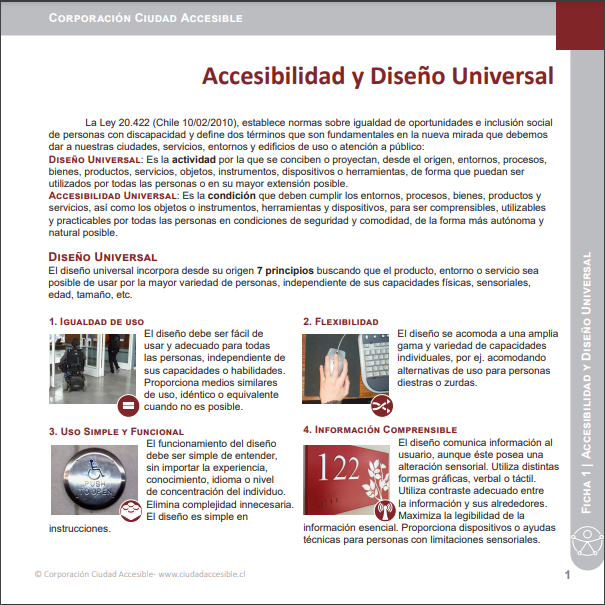 Corporación Ciudad Accesible
Accesibilidad y Diseño Universal
La Ley 20.422 (Chile 10/02/2010), establece normas sobre igualdad de oportunidades e inclusión social
de personas con discapacidad y define dos términos que son fundamentales en la nueva mirada que debemos
dar a nuestras ciudades, servicios, entornos y edificios de uso o atención a público:
Diseño Universal: Es la actividad por la que se conciben o proyectan, desde el origen, entornos, procesos,
bienes, productos, servicios, objetos, instrumentos, dispositivos o herramientas, de forma que puedan ser
utilizados por todas las personas o en su mayor extensión posible.
Accesibilidad Universal: Es la condición que deben cumplir los entornos, procesos, bienes, productos y
servicios, así como los objetos o instrumentos, herramientas y dispositivos, para ser comprensibles, utilizables
y practicables por todas las personas en condiciones de seguridad y comodidad, de la forma más autónoma y
natural posible.
Diseño Universal
El diseño universal incorpora desde su origen 7 principios buscando que el producto, entorno o servicio sea
posible de usar por la mayor variedad de personas, independiente de sus capacidades físicas, sensoriales,
edad, tamaño, etc.
1. Igualdad de uso
El diseño debe ser fácil de
usar y adecuado para todas
las personas, independiente de
sus capacidades o habilidades.
Proporciona medios similares
de uso, idéntico o equivalente
cuando no es posible.
2. Flexibilidad
El diseño se acomoda a una amplia
gama y variedad de capacidades
individuales, por ej. acomodando
alternativas de uso para personas
diestras o zurdas.
3. Uso Simple y Funcional
PUSH
TO OPEN
El funcionamiento del diseño
debe ser simple de entender,
sin importar la experiencia,
conocimiento, idioma o nivel
de concentración del individuo.
Elimina complejidad innecesaria.
El diseño es simple en
instrucciones.
4. Información Comprensible
122
El diseño comunica información al
usuario, aunque éste posea una
alteración sensorial. Utiliza distintas
formas gráficas, verbal o táctil.
Utiliza contraste adecuado entre
la información y sus alrededores.
Maximiza la legibilidad de la
información esencial. Proporciona dispositivos o ayudas
técnicas para personas con limitaciones sensoriales.
Ficha 1 | Accesibilidad y Diseño Universal
© Corporación Ciudad Accesible- www.ciudadaccesible.cl
1